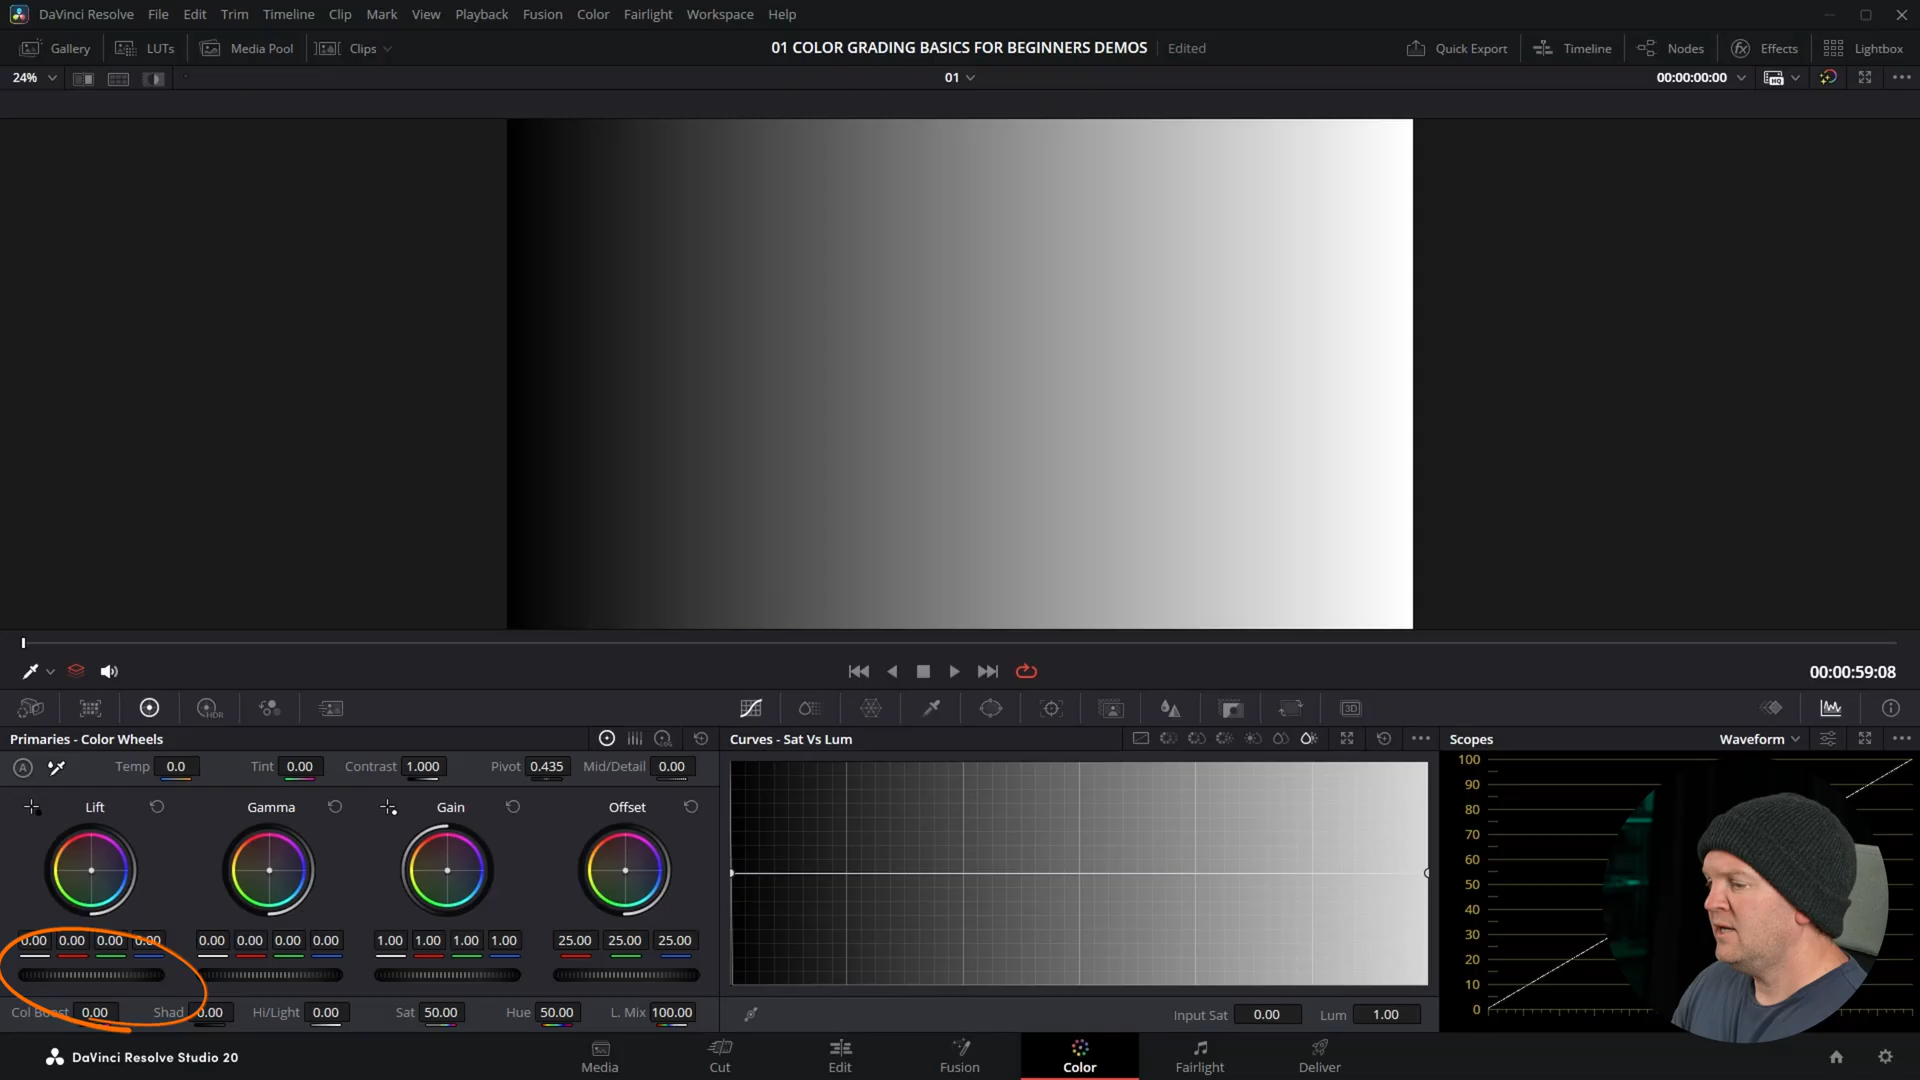 DaVinci Resolve File Edit Trim Timeline Clip Mark View Playback Fusion Color Fairlight Workspace Help
Gallery LUTs Media Pool Clips 01 COLOR GRADING BASICS FOR BEGINNERS DEMOS Edited Quick Export Timeline Nodes Effects Lightbox
24% 01 00:00:00:00 HQ
00:00:59:08
HDR 3D
Primaries - Color Wheels Curves - Sat Vs Lum Scopes Waveform
A Temp 0.0 Tint 0.00 Contrast 1.000 Pivot 0.435 Mid/Detail 0.00
Lift Gamma Gain Offset
0.00 0.00 0.00 0.00 0.00 0.00 0.00 0.00 1.00 1.00 1.00 1.00 25.00 25.00 25.00
Col Boost 0.00 Shad 0.00 Hi/Light 0.00 Sat 50.00 Hue 50.00 L. Mix 100.00
Input Sat 0.00 Lum 1.00
100
90
80
70
60
50
40
30
20
10
0
DaVinci Resolve Studio 20 Media Cut Edit Fusion Color Fairlight Deliver